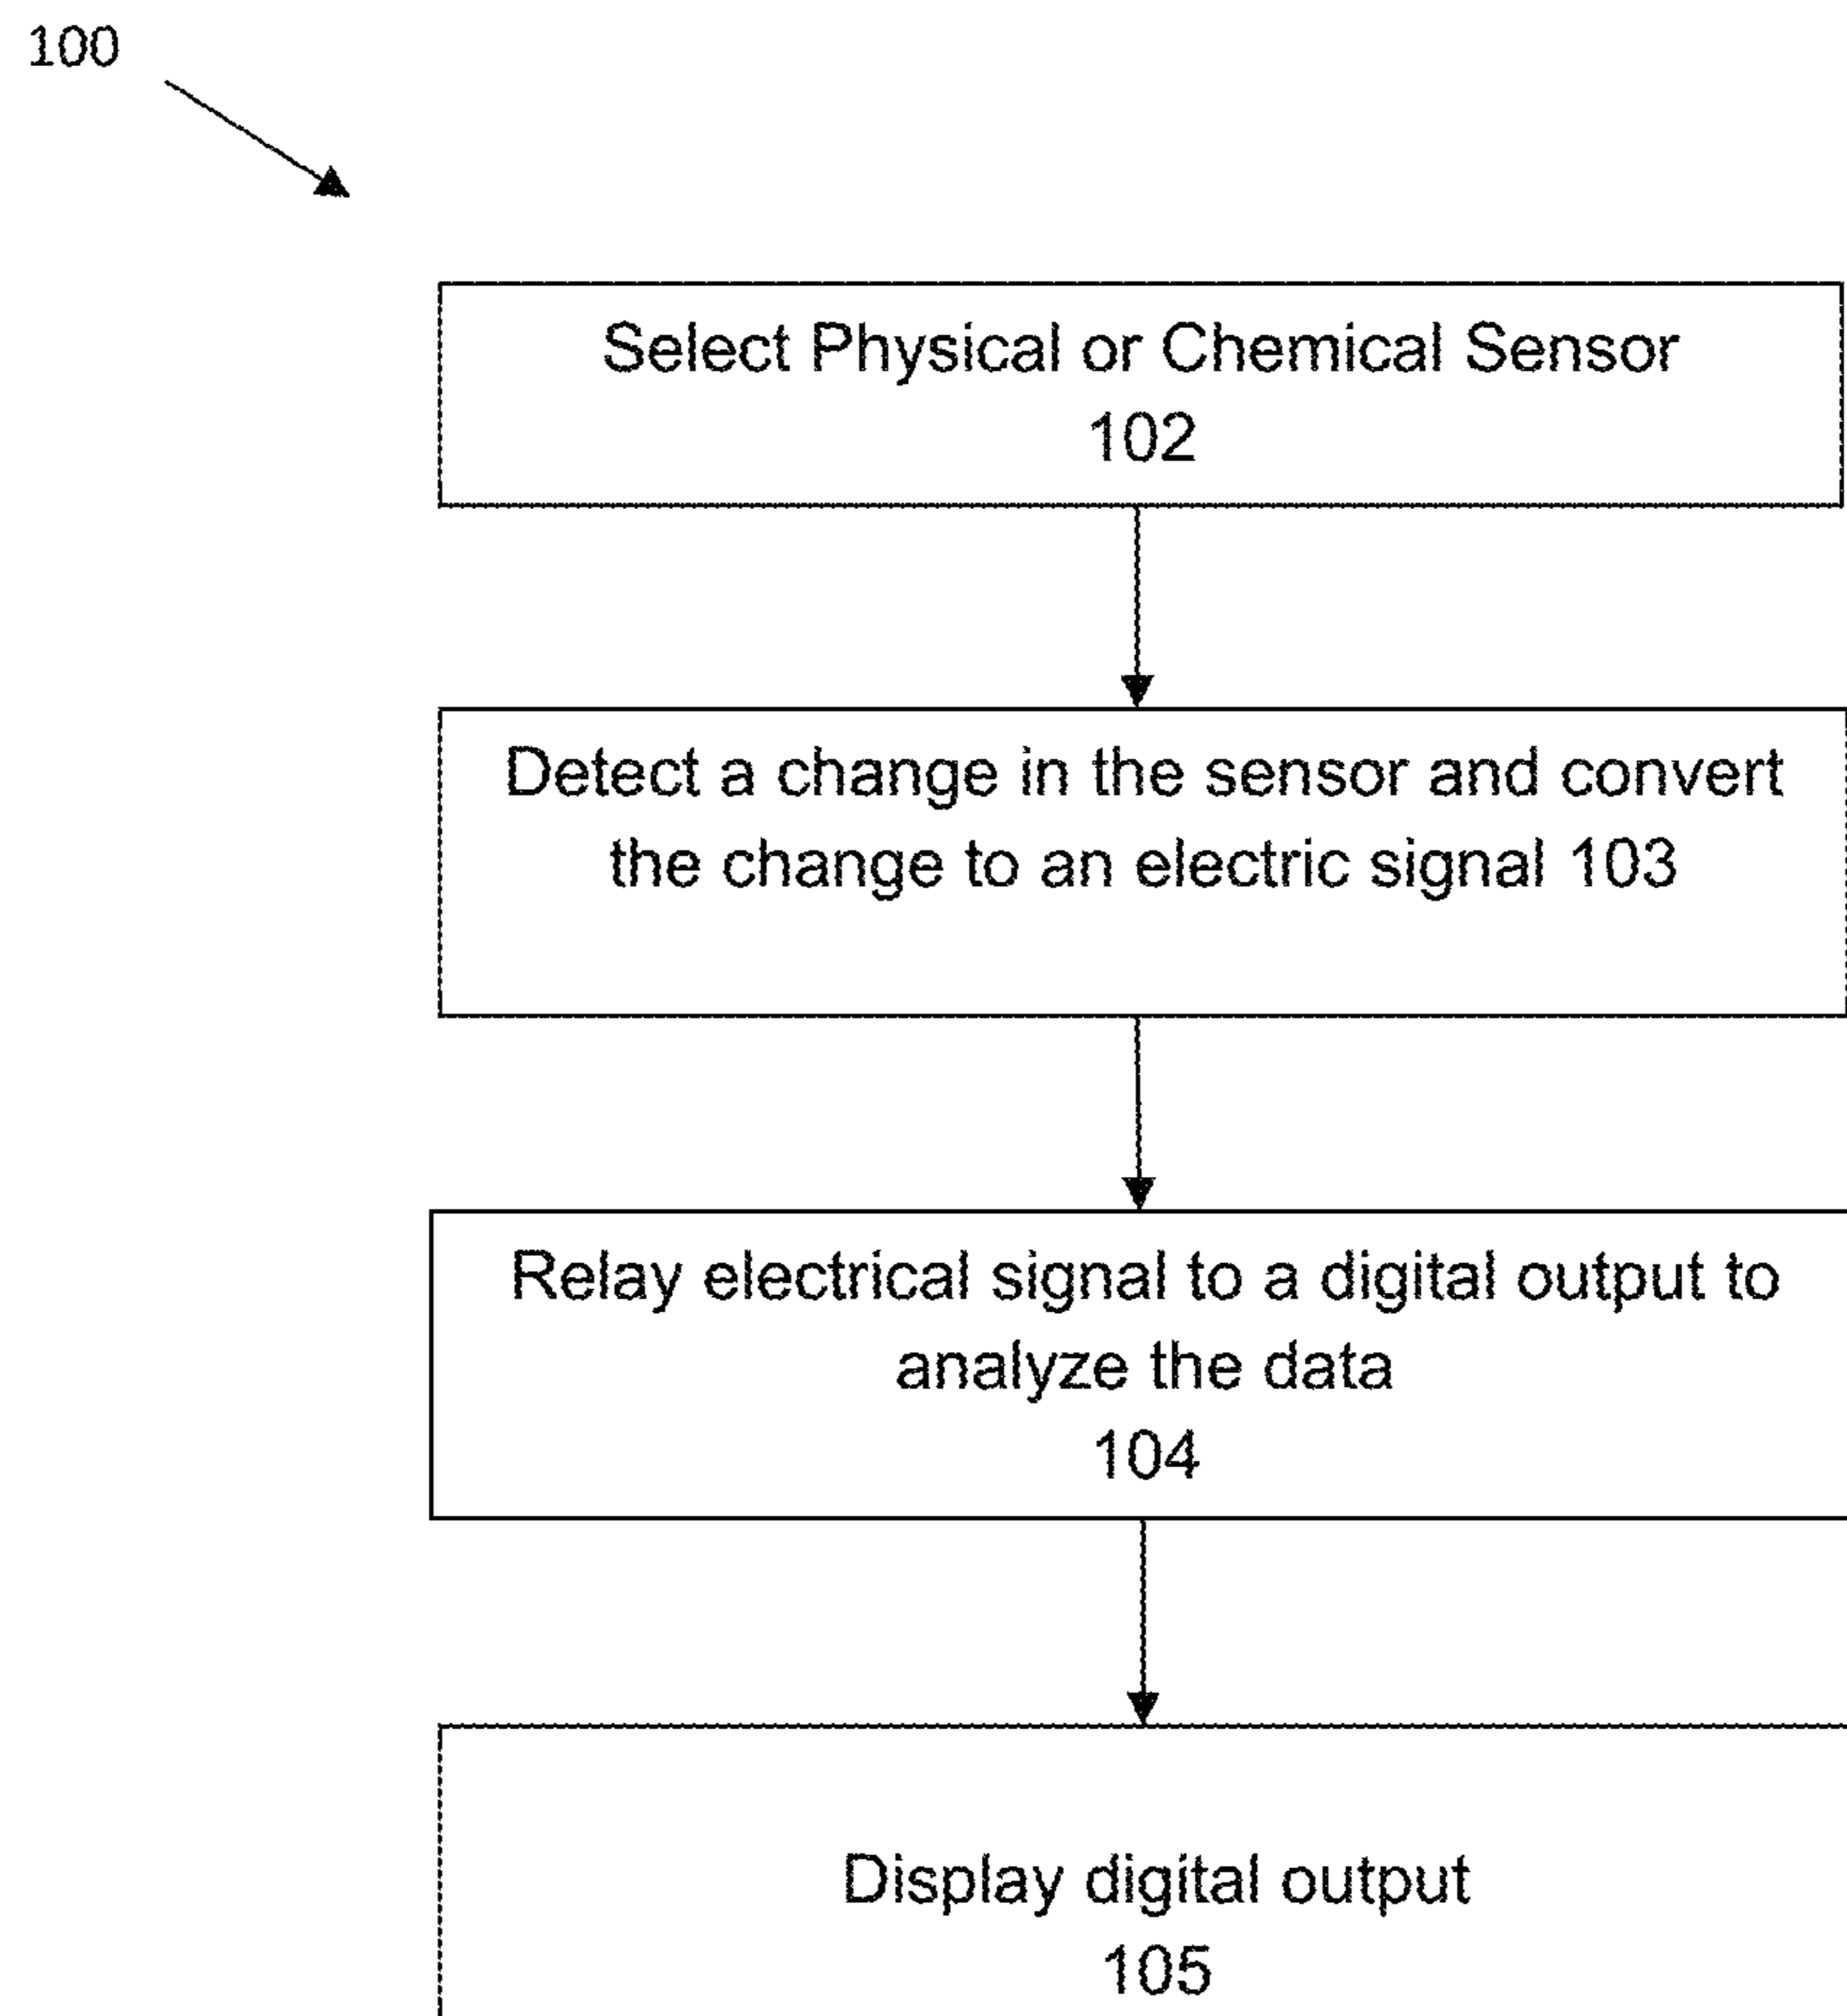 100
Select Physical or Chemical Sensor
102
Detect a change in the sensor and convert
the change to an electric signal 103
Relay electrical signal to a digital output to
analyze the data
104
Display digital output
105